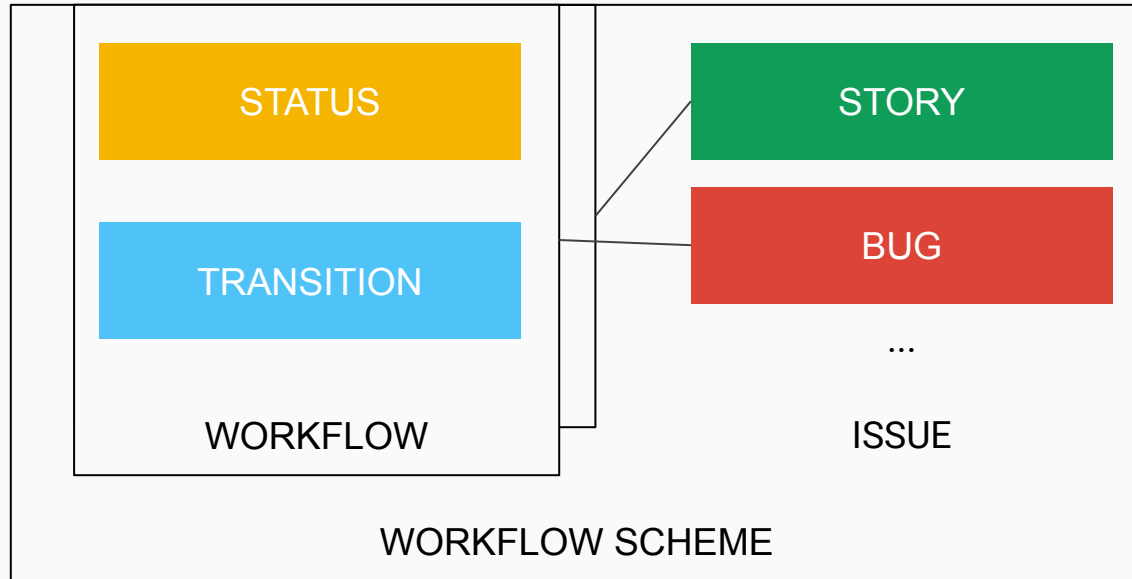 STATUS
STORY
TRANSITION
BUG
...
WORKFLOW
ISSUE
WORKFLOW SCHEME